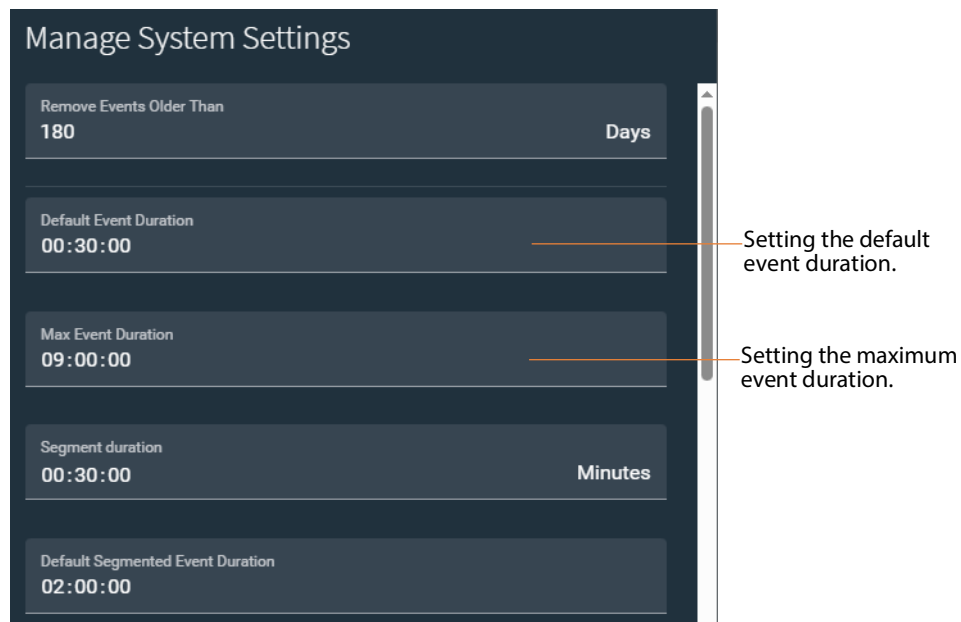 Manage System Settings
Remove Events Older Than
180 Days
Default Event Duration
00:30:00
Setting the default
event duration.
Max Event Duration
09:00:00
Setting the maximum
event duration.
Segment duration
00:30:00 Minutes
Default Segmented Event Duration
02:00:00